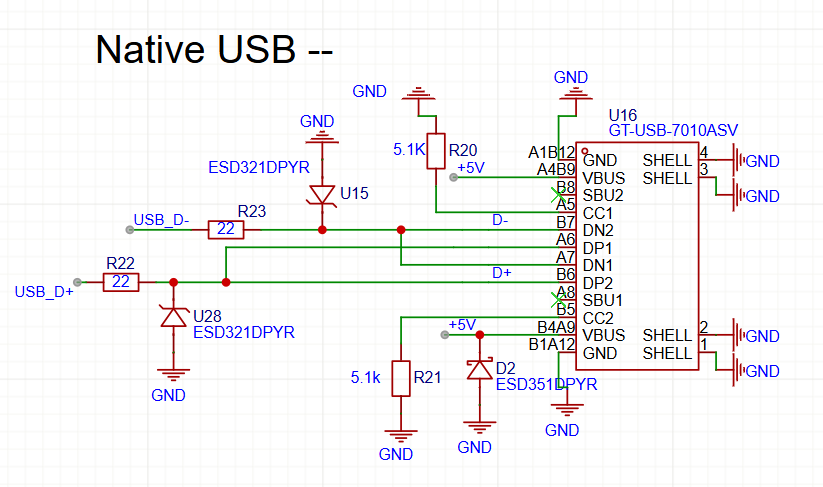 Native USB --
GND
GND
GND
U16
GT-USB-7010ASV
ESD321DPYR
U15
5.1K
R20
+5V
A1B12
GND
SHELL
4
GND
A4B9
VBUS
SHELL
3
B8
SBU2
GND
A5
CC1
USB_D-
R23
22
D-
B7
DN2
A6
DP1
A7
DN1
USB_D+
R22
22
D+
B6
DP2
A8
SBU1
B5
CC2
U28
ESD321DPYR
+5V
B4A9
VBUS
SHELL
2
GND
B1A12
GND
SHELL
1
GND
5.1k
R21
D2
ESD351DPYR
GND
GND
GND
GND